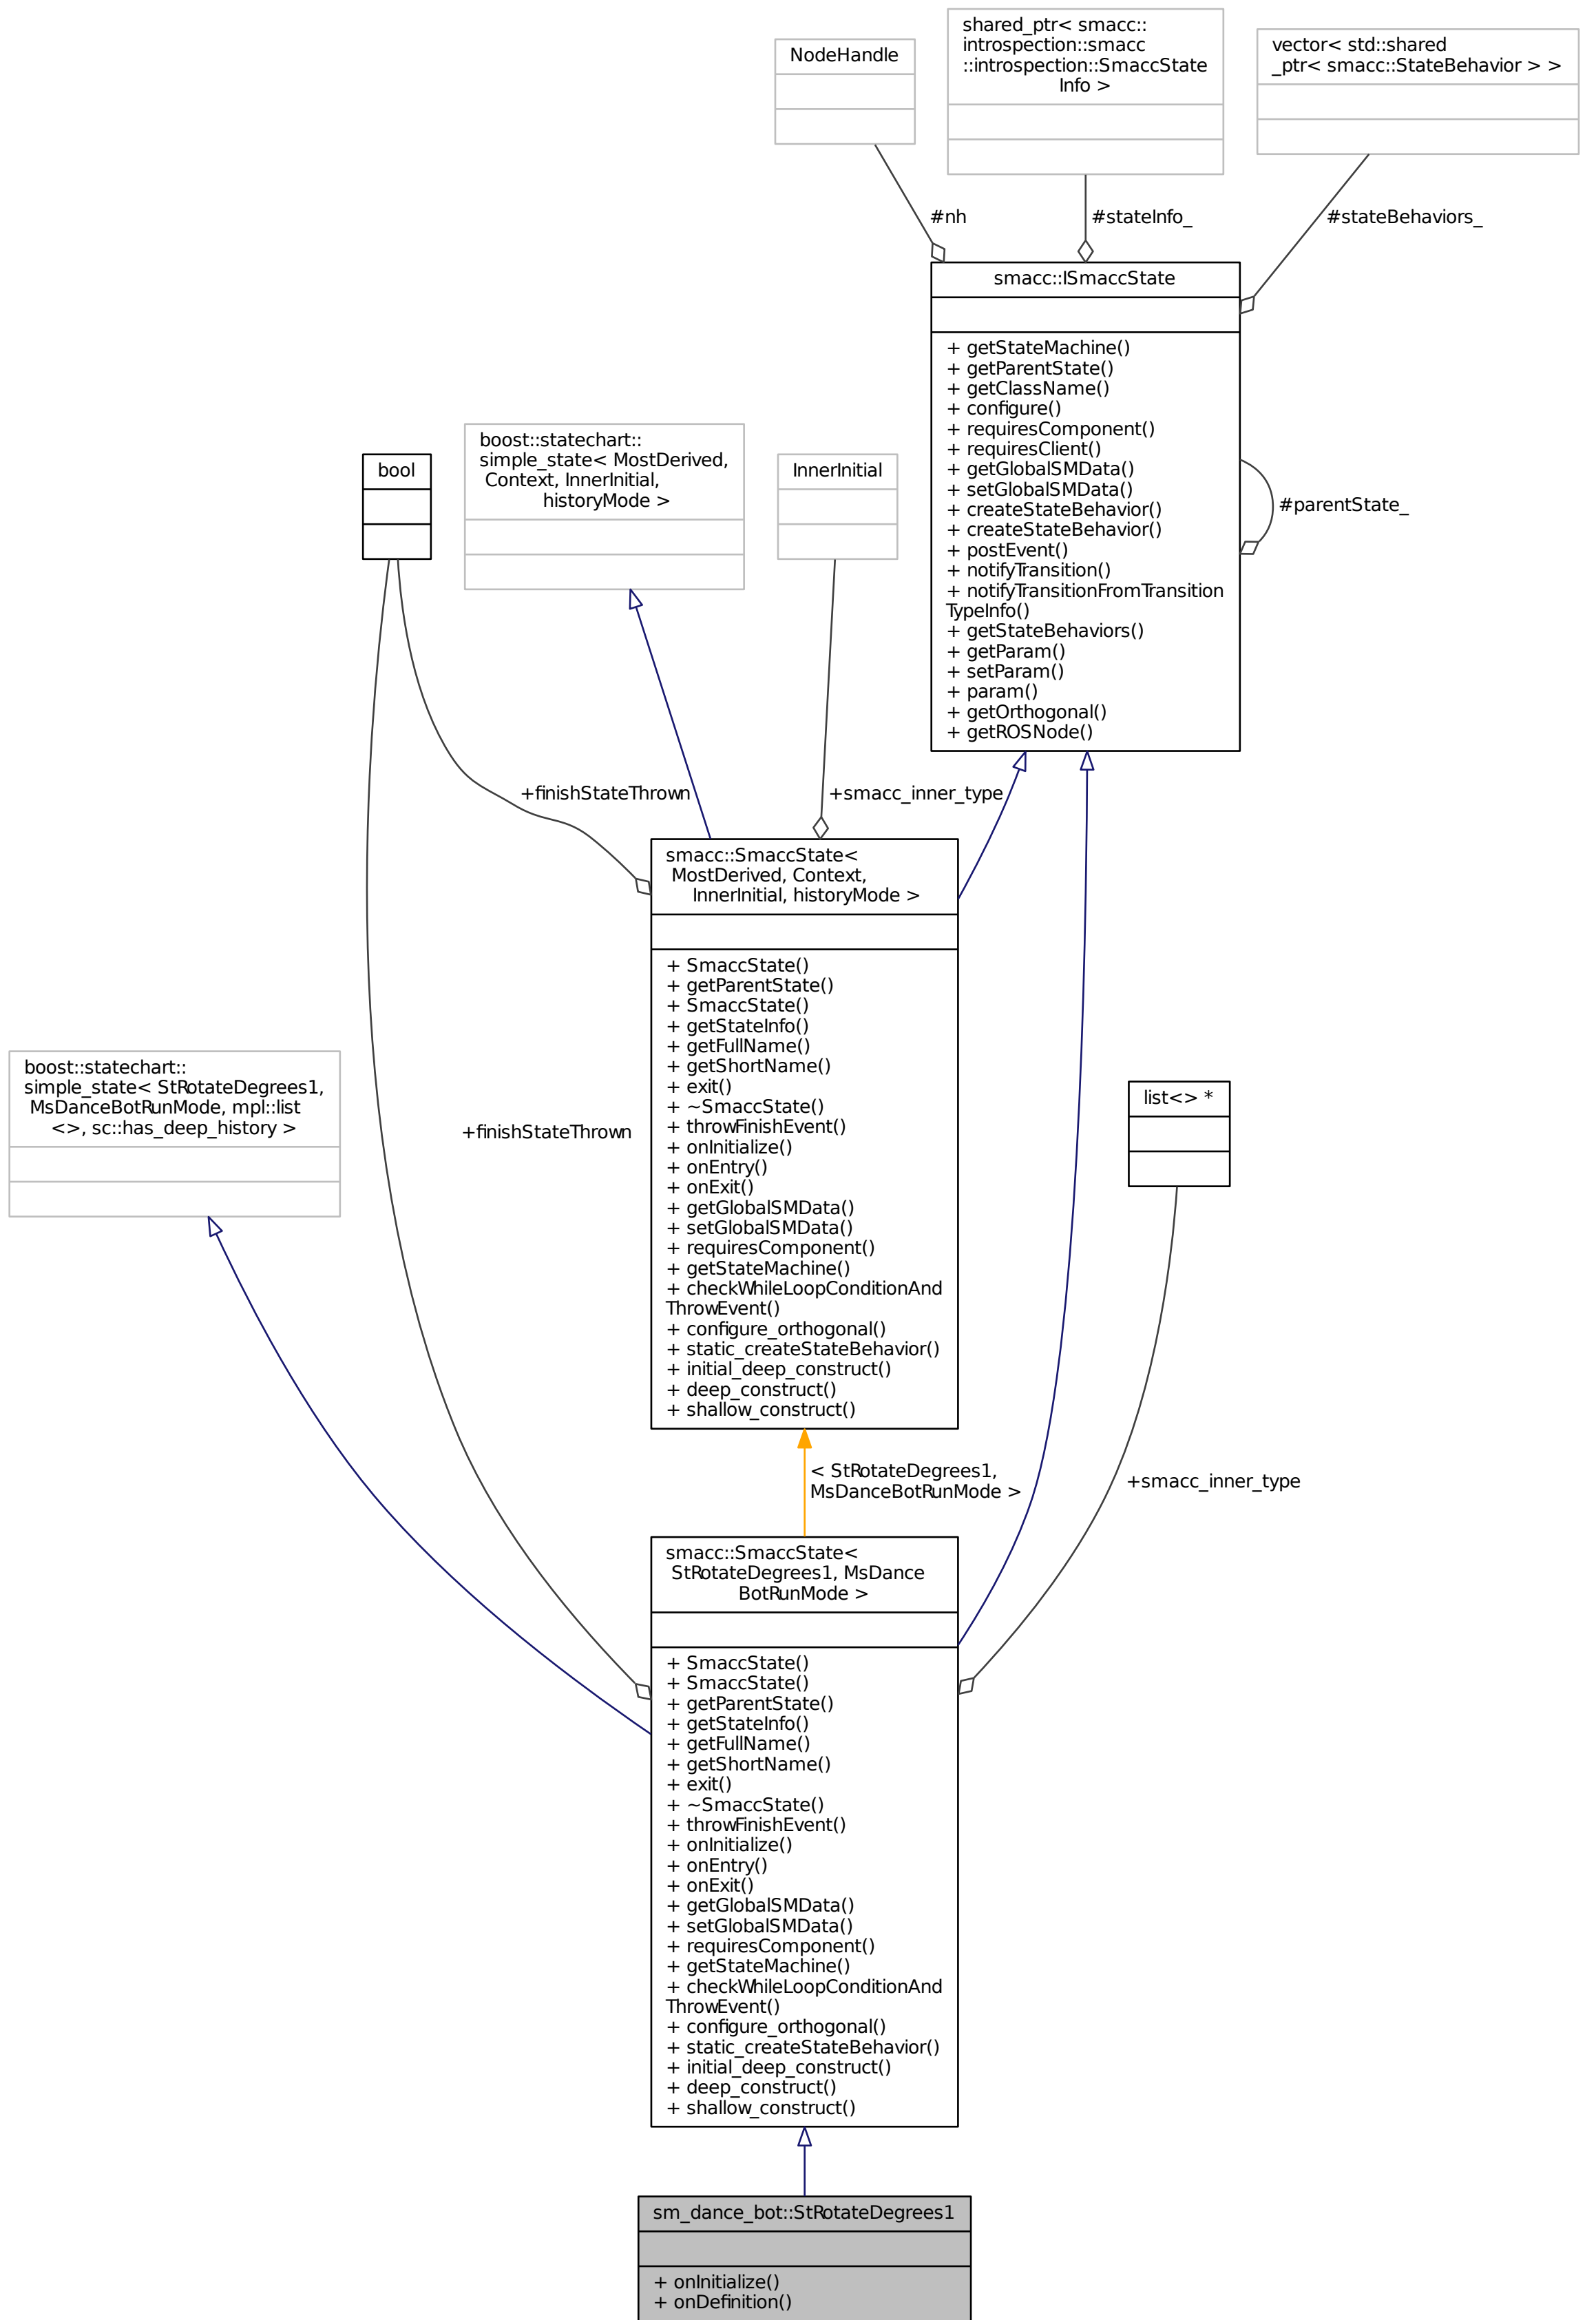 NodeHandle
shared_ptr< smacc::
introspection::smacc
::introspection::SmaccState
Info >
vector< std::shared
_ptr< smacc::StateBehavior > >
#nh
#stateInfo_
#stateBehaviors_
smacc::ISmaccState
+ getStateMachine()
+ getParentState()
+ getClassName()
+ configure()
+ requiresComponent()
+ requiresClient()
+ getGlobalSMData()
+ setGlobalSMData()
+ createStateBehavior()
+ createStateBehavior()
+ postEvent()
+ notifyTransition()
+ notifyTransitionFromTransition
TypeInfo()
+ getStateBehaviors()
+ getParam()
+ setParam()
+ param()
+ getOrthogonal()
+ getROSNode()
#parentState_
bool
boost::statechart::
simple_state< MostDerived,
Context, InnerInitial,
historyMode >
InnerInitial
+finishStateThrown
+smacc_inner_type
smacc::SmaccState<
MostDerived, Context,
InnerInitial, historyMode >
+ SmaccState()
+ getParentState()
+ SmaccState()
+ getStateInfo()
+ getFullName()
+ getShortName()
+ exit()
+ ~SmaccState()
+ throwFinishEvent()
+ onInitialize()
+ onEntry()
+ onExit()
+ getGlobalSMData()
+ setGlobalSMData()
+ requiresComponent()
+ getStateMachine()
+ checkWhileLoopConditionAnd
ThrowEvent()
+ configure_orthogonal()
+ static_createStateBehavior()
+ initial_deep_construct()
+ deep_construct()
+ shallow_construct()
boost::statechart::
simple_state< StRotateDegrees1,
MsDanceBotRunMode, mpl::list
<>, sc::has_deep_history >
+finishStateThrown
list<> *
< StRotateDegrees1,
MsDanceBotRunMode >
+smacc_inner_type
smacc::SmaccState<
StRotateDegrees1, MsDance
BotRunMode >
+ SmaccState()
+ SmaccState()
+ getParentState()
+ getStateInfo()
+ getFullName()
+ getShortName()
+ exit()
+ ~SmaccState()
+ throwFinishEvent()
+ onInitialize()
+ onEntry()
+ onExit()
+ getGlobalSMData()
+ setGlobalSMData()
+ requiresComponent()
+ getStateMachine()
+ checkWhileLoopConditionAnd
ThrowEvent()
+ configure_orthogonal()
+ static_createStateBehavior()
+ initial_deep_construct()
+ deep_construct()
+ shallow_construct()
sm_dance_bot::StRotateDegrees1
+ onInitialize()
+ onDefinition()